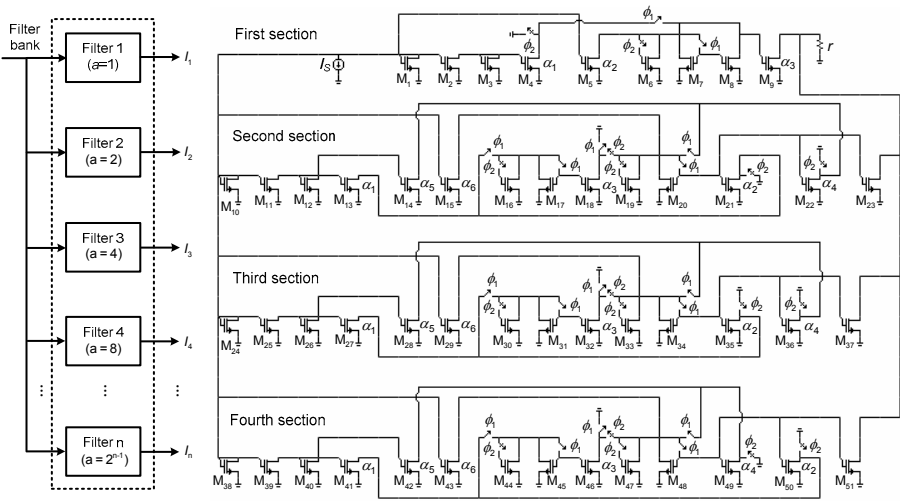 Filter
bank
Filter 1
(a=1)
I1
Filter 2
(a = 2)
I2
Filter 3
(a = 4)
I3
Filter 4
(a = 8)
I4
... ... ...
Filter n
(a = 2^n-1)
In
First section
IS
ϕ1
ϕ2 α1 α2 ϕ2 ϕ1 α3 r
M1 M2 M3 M4 M5 M6 M7 M8 M9
Second section
ϕ1 ϕ1 ϕ2 ϕ1 ϕ2
α1 α5 α6 ϕ2 ϕ1 α3 ϕ2 ϕ1 α2 ϕ2 α4
M10 M11 M12 M13 M14 M15 M16 M17 M18 M19 M20 M21 M22 M23
Third section
ϕ1 ϕ1 ϕ2 ϕ1
α1 α5 α6 ϕ2 ϕ1 α3 ϕ2 ϕ1 ϕ2 α2 ϕ2 α4
M24 M25 M26 M27 M28 M29 M30 M31 M32 M33 M34 M35 M36 M37
Fourth section
ϕ1 ϕ1 ϕ2 ϕ1
α1 α5 α6 ϕ2 ϕ1 α3 ϕ2 ϕ1 α4 ϕ2 α2 ϕ2
M38 M39 M40 M41 M42 M43 M44 M45 M46 M47 M48 M49 M50 M51